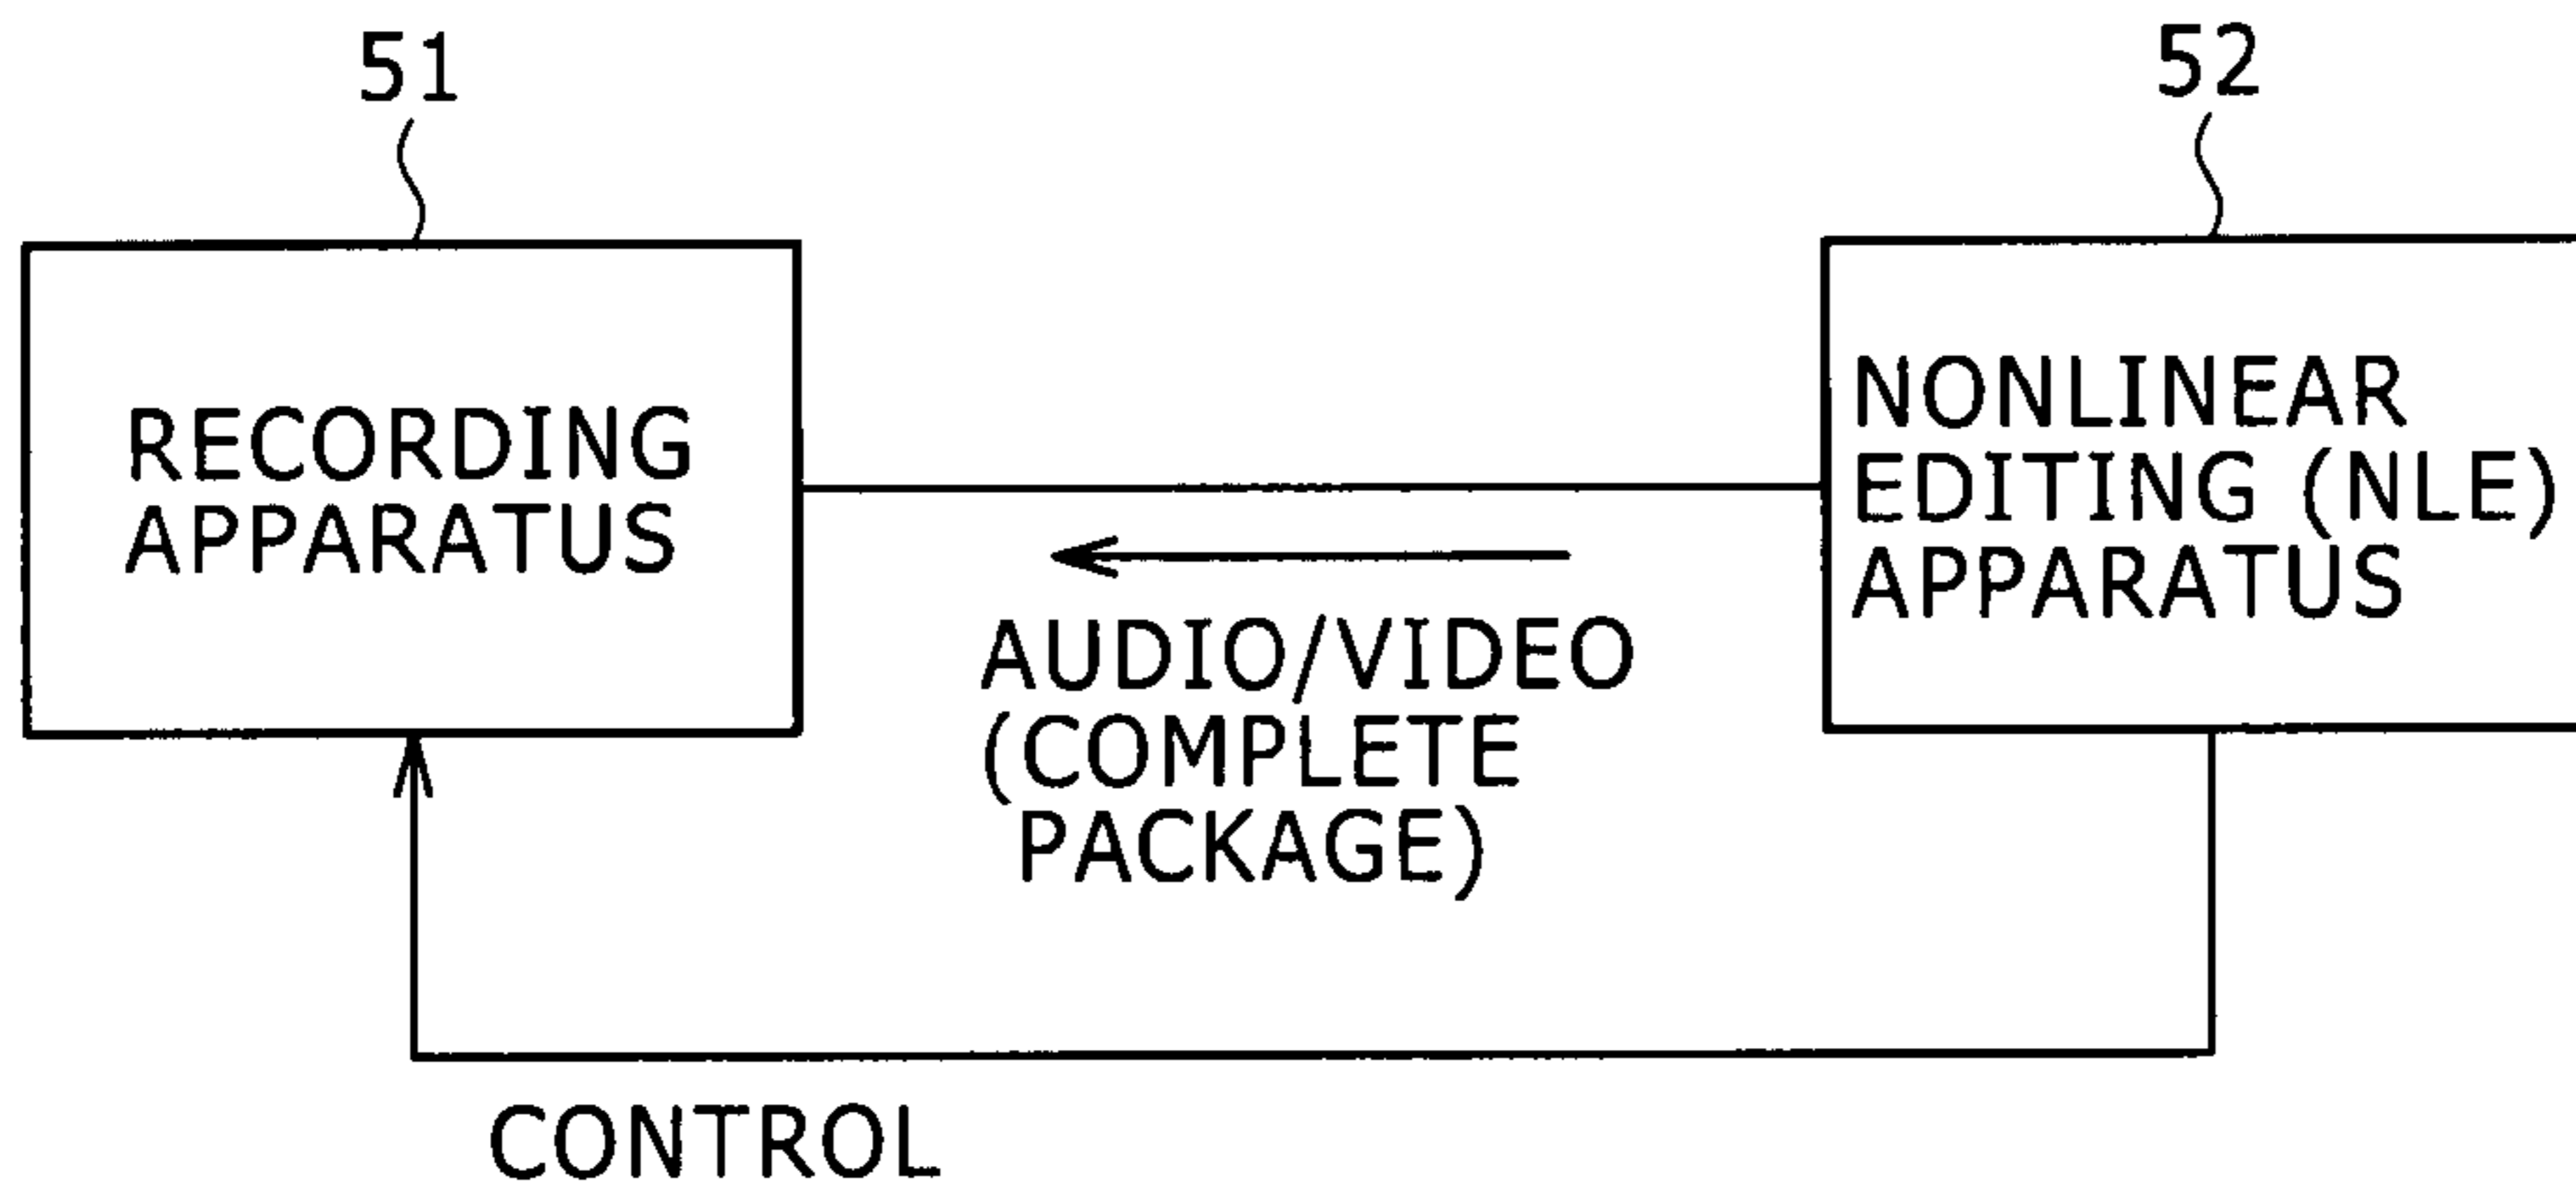 51
52
RECORDING
APPARATUS
NONLINEAR
EDITING (NLE)
APPARATUS
AUDIO/VIDEO
(COMPLETE
PACKAGE)
CONTROL